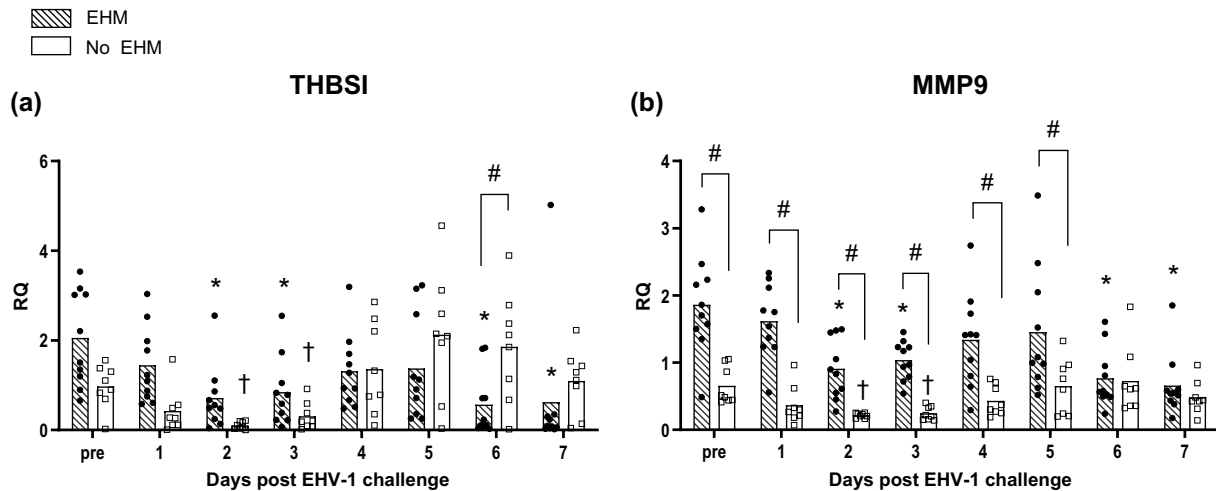 EHM
No EHM
(a)
THBSI
RQ
6
4
2
0
* * # * *
† †
pre 1 2 3 4 5 6 7
Days post EHV-1 challenge
(b)
MMP9
RQ
4
3
2
1
0
# # # # # #
* * * *
† †
pre 1 2 3 4 5 6 7
Days post EHV-1 challenge